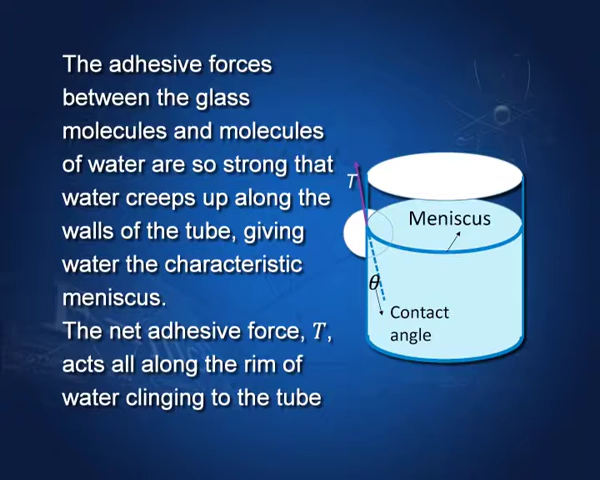 The adhesive forces
between the glass
molecules and molecules
of water are so strong that
water creeps up along the
walls of the tube, giving
water the characteristic
meniscus.
The net adhesive force, T,
acts all along the rim of
water clinging to the tube
T
Meniscus
θ
Contact
angle